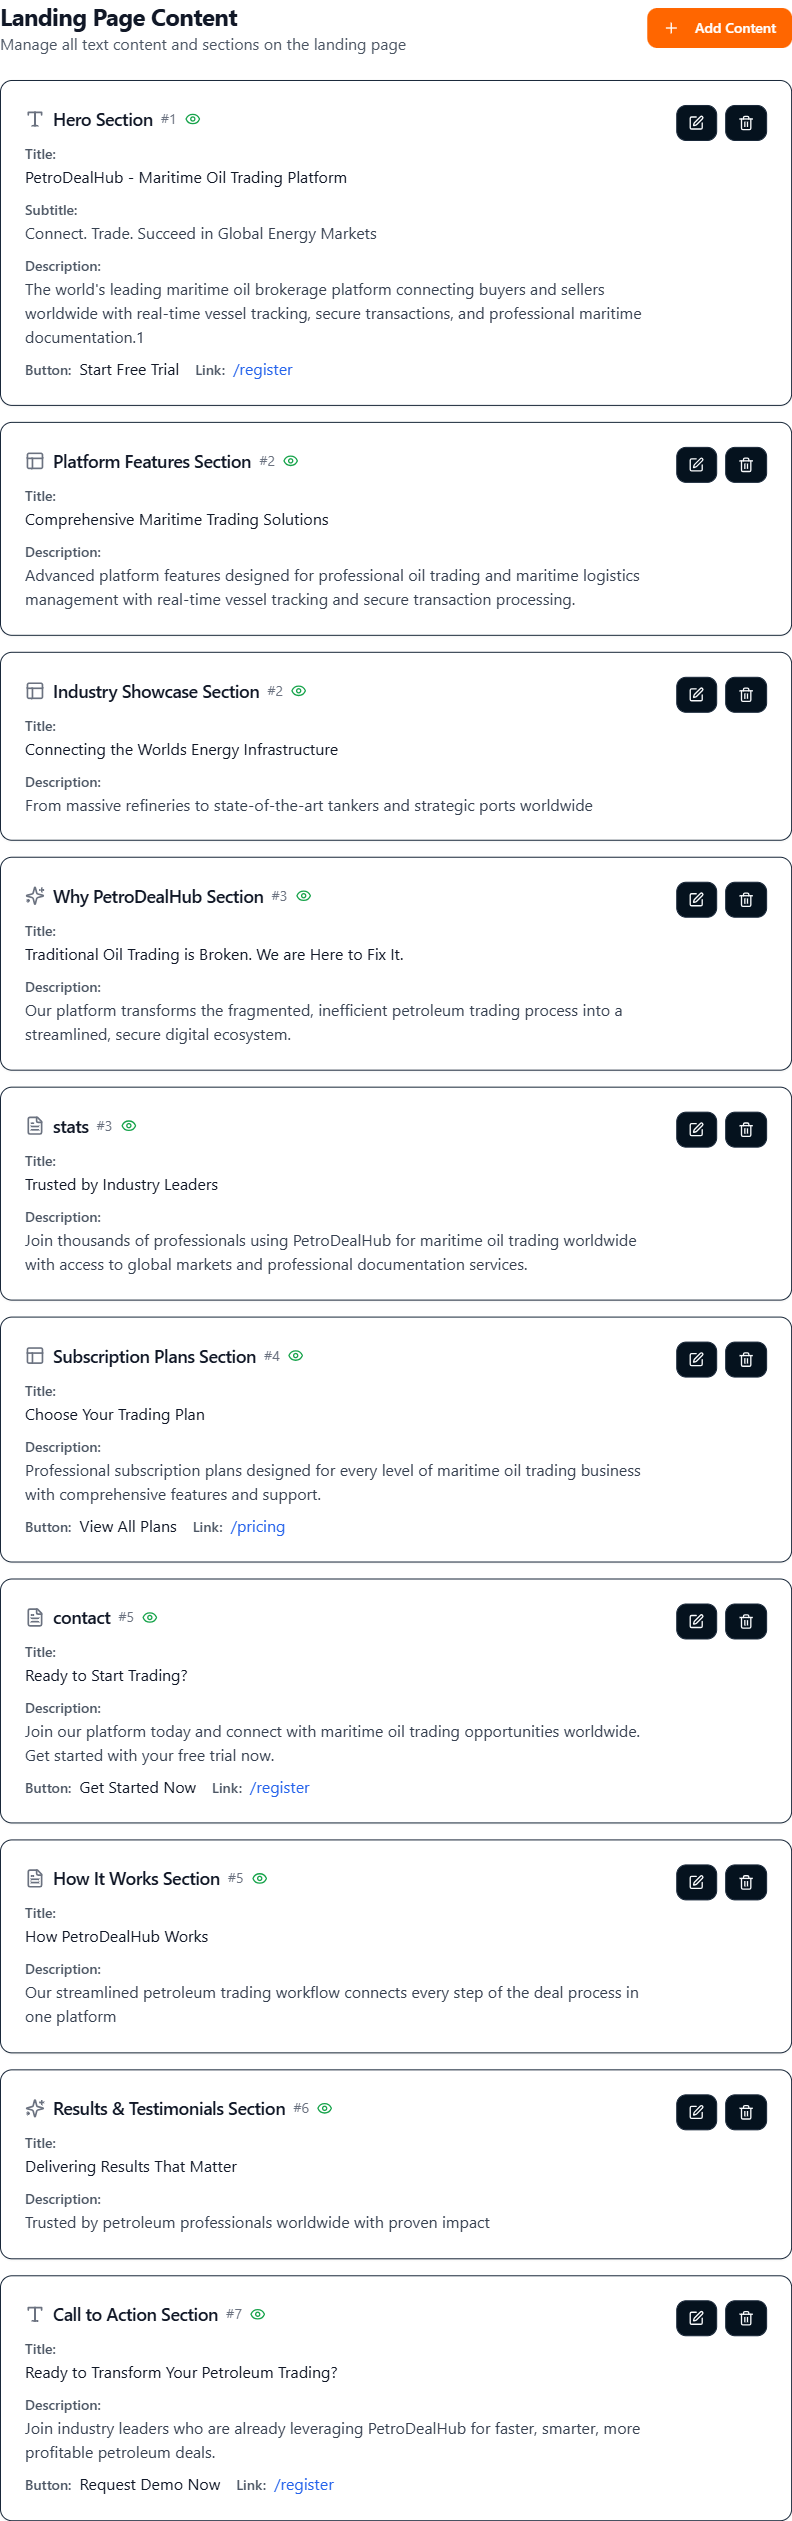 Landing Page Content
Manage all text content and sections on the landing page
Add Content
Hero Section #1
Title:
PetroDealHub - Maritime Oil Trading Platform
Subtitle:
Connect. Trade. Succeed in Global Energy Markets
Description:
The world's leading maritime oil brokerage platform connecting buyers and sellers
worldwide with real-time vessel tracking, secure transactions, and professional maritime
documentation.1
Button: Start Free Trial Link: /register
Platform Features Section #2
Title:
Comprehensive Maritime Trading Solutions
Description:
Advanced platform features designed for professional oil trading and maritime logistics
management with real-time vessel tracking and secure transaction processing.
Industry Showcase Section #2
Title:
Connecting the Worlds Energy Infrastructure
Description:
From massive refineries to state-of-the-art tankers and strategic ports worldwide
Why PetroDealHub Section #3
Title:
Traditional Oil Trading is Broken. We are Here to Fix It.
Description:
Our platform transforms the fragmented, inefficient petroleum trading process into a
streamlined, secure digital ecosystem.
stats #3
Title:
Trusted by Industry Leaders
Description:
Join thousands of professionals using PetroDealHub for maritime oil trading worldwide
with access to global markets and professional documentation services.
Subscription Plans Section #4
Title:
Choose Your Trading Plan
Description:
Professional subscription plans designed for every level of maritime oil trading business
with comprehensive features and support.
Button: View All Plans Link: /pricing
contact #5
Title:
Ready to Start Trading?
Description:
Join our platform today and connect with maritime oil trading opportunities worldwide.
Get started with your free trial now.
Button: Get Started Now Link: /register
How It Works Section #5
Title:
How PetroDealHub Works
Description:
Our streamlined petroleum trading workflow connects every step of the deal process in
one platform
Results & Testimonials Section #6
Title:
Delivering Results That Matter
Description:
Trusted by petroleum professionals worldwide with proven impact
Call to Action Section #7
Title:
Ready to Transform Your Petroleum Trading?
Description:
Join industry leaders who are already leveraging PetroDealHub for faster, smarter, more
profitable petroleum deals.
Button: Request Demo Now Link: /register